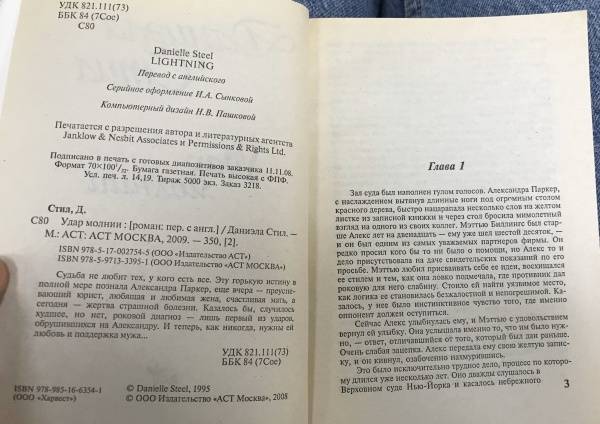 УДК 821.111(73)
ББК 84 (7Сое)
С80
Danielle Steel
LIGHTNING
Перевод с английского
Серийное оформление И.А. Сынковой
Компьютерный дизайн Н.В. Пашковой
Печатается с разрешения автора и литературных агентств
Janklow & Nesbit Associates и Permissions & Rights Ltd.
Подписано в печать с готовых диапозитивов заказчика 11.11.08.
Формат 70×100¹/₃₂. Бумага газетная. Печать высокая с ФПФ.
Усл. печ. л. 14,19. Тираж 5000 экз. Заказ 3218.
Стил, Д.
С80 Удар молнии : [роман: пер. с англ.] / Даниэла Стил. –
М.: АСТ: АСТ МОСКВА, 2009. – 350, [2].
ISBN 978-5-17-002754-5 (ООО «Издательство АСТ»)
ISBN 978-5-9713-3395-1 (ООО Издательство «АСТ МОСКВА»)
Судьба не любит тех, у кого есть все. Эту горькую истину в
полной мере познала Александра Паркер, еще вчера — преуспе-
вающий юрист, любящая и любимая жена, счастливая мать, а
сегодня — жертва страшной болезни. Казалось бы, случилось
худшее, но нет, роковой диагноз — лишь первый из ударов,
обрушившихся на Александру. И теперь, как никогда, нужны ей
любовь и поддержка мужа...
УДК 821.111(73)
ББК 84 (7Сое)
ISBN 978-985-16-6354-1
(ООО «Харвест»)
© Danielle Steel, 1995
© ООО Издательство «АСТ МОСКВА», 2008
Глава 1
Зал суда был наполнен гулом голосов. Александра Паркер,
с наслаждением вытянув длинные ноги под огромным столом
красного дерева, быстро нацарапала несколько слов на желтом
листке из записной книжки и через стол бросила мимолетный
взгляд на одного из своих коллег. Мэттью Биллингс был стар-
ше Алекс лет на двенадцать — ему уже шел шестой десяток, —
и он был одним из самых уважаемых партнеров фирмы. Он
редко просил кого бы то ни было о помощи, но Алекс то и
дело присутствовала на даче свидетельских показаний по его
просьбе. Мэттью любил присваивать себе ее идеи, восхищался
ее стилем и тем, как она ловко подмечала, где противник дал
роковую для него слабину. Стоило ей найти уязвимое место,
как логика ее становилась безжалостной и непогрешимой. Ка-
залось, у нее было инстинктивное чувство того, где именно
оппонент должен оступиться.
Сейчас Алекс улыбнулась ему, и Мэттью с удовольствием
вернул ей улыбку. Она услышала именно то, что им было нуж-
но, — ответ, отличавшийся от того, который был дан раньше.
Очень слабая зацепка. Алекс передала ему свою желтую запис-
ку, и он кивнул, озабоченно нахмурившись.
Это было исключительно трудное дело, процесс по которо-
му длился уже несколько лет. Оно дважды слушалось в
Верховном суде Нью-Йорка и касалось небрежного
3